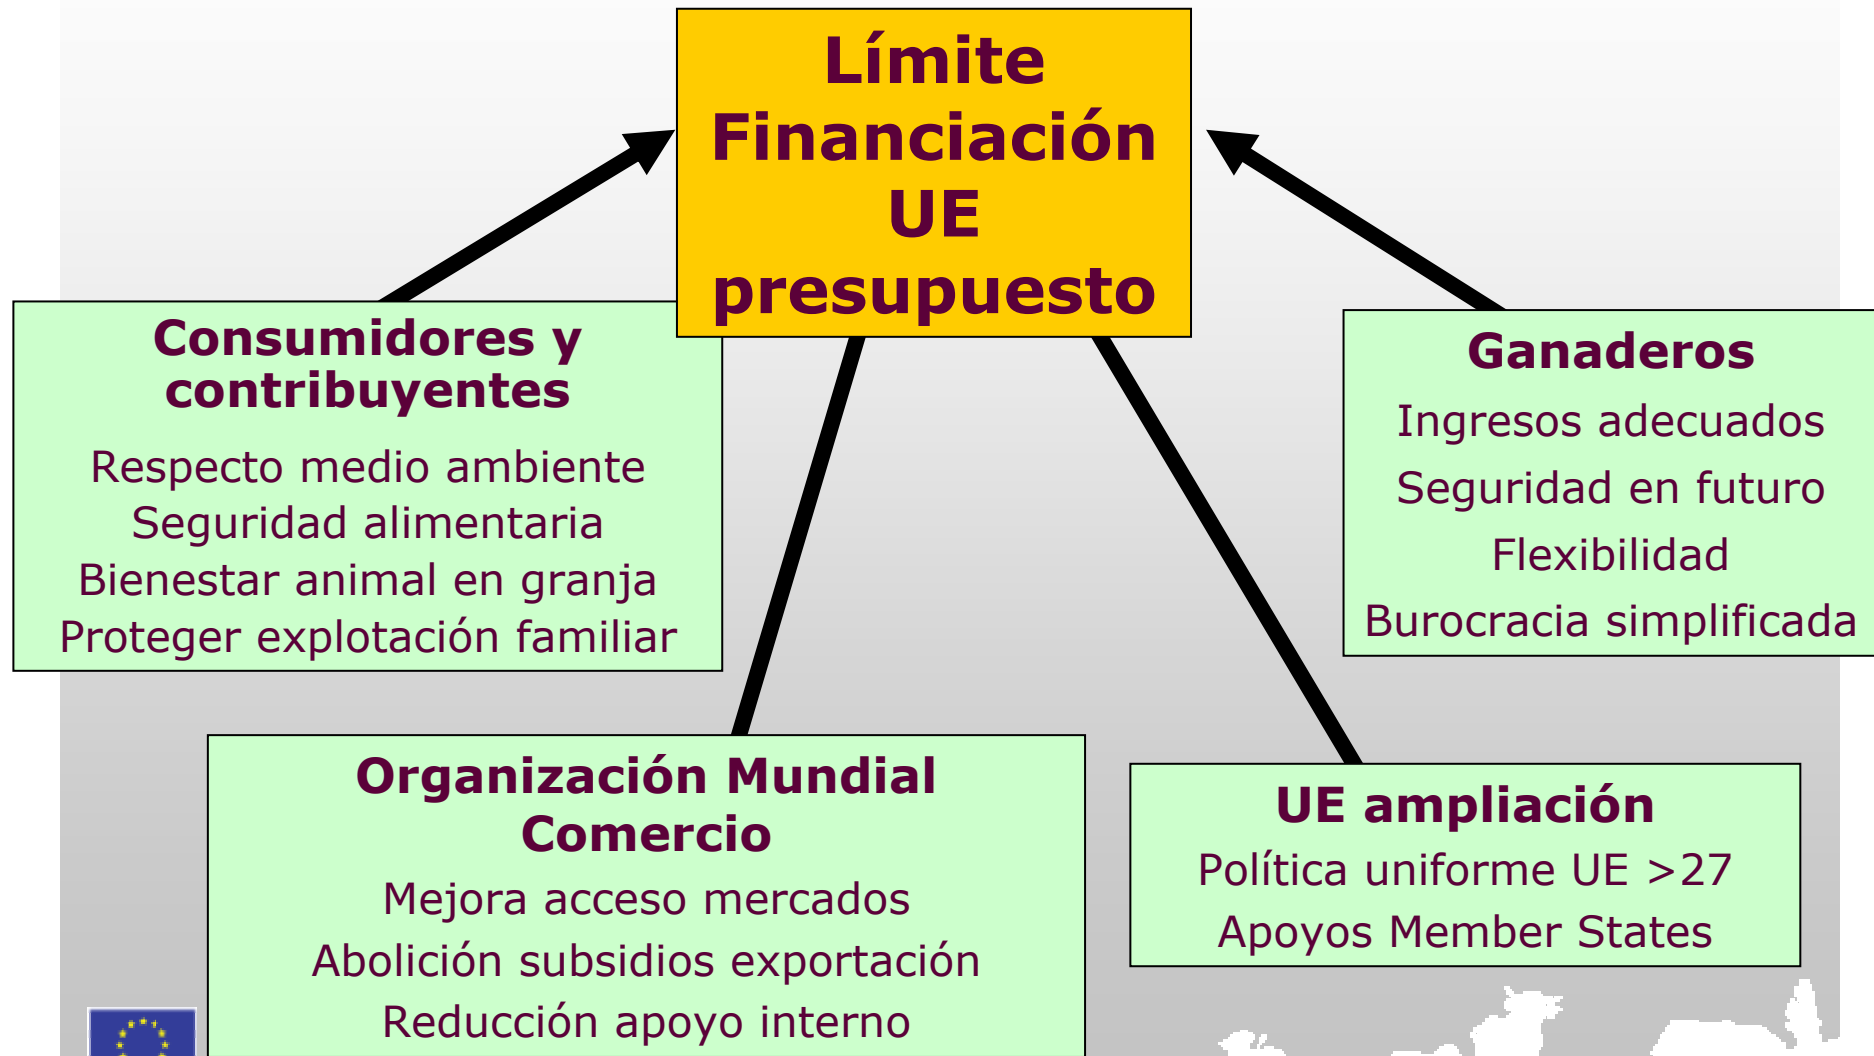 Límite
Financiación
UE
presupuesto
Consumidores y
contribuyentes
Respecto medio ambiente
Seguridad alimentaria
Bienestar animal en granja
Proteger explotación familiar
Ganaderos
Ingresos adecuados
Seguridad en futuro
Flexibilidad
Burocracia simplificada
Organización Mundial
Comercio
Mejora acceso mercados
Abolición subsidios exportación
Reducción apoyo interno
UE ampliación
Política uniforme UE >27
Apoyos Member States